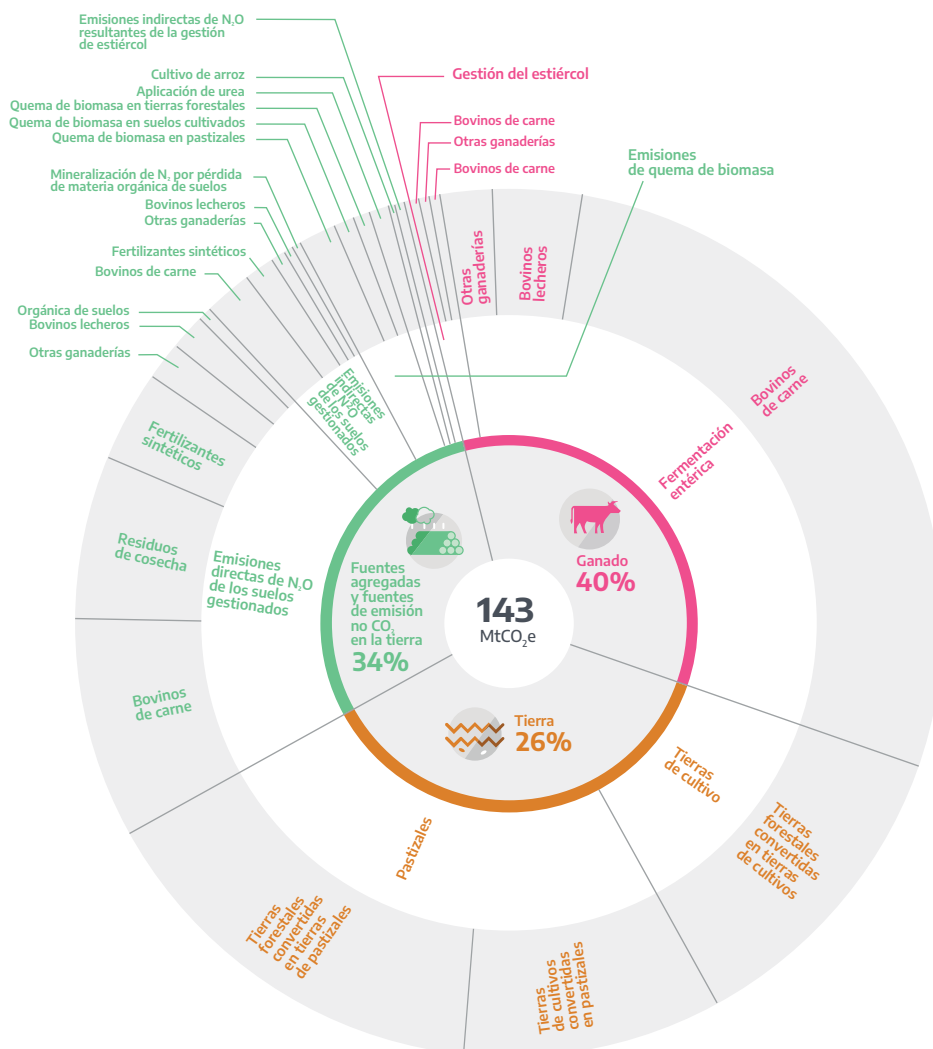 Emisiones indirectas de N₂O
resultantes de la gestión
de estiércol
Cultivo de arroz
Aplicación de urea
Quema de biomasa en tierras forestales
Quema de biomasa en suelos cultivados
Quema de biomasa en pastizales
Mineralización de N, por pérdida
de materia orgánica de suelos
Bovinos lecheros
Otras ganaderías
Fertilizantes sintéticos
Bovinos de carne
Orgánica de suelos
Bovinos lecheros
Otras ganaderías
Fertilizantes
sintéticos
Residuos
de cosecha
Bovinos
de carne
Gestión del estiércol
Bovinos de carne
Otras ganaderías
Bovinos de carne
Emisiones
de quema de biomasa
Otras
ganaderías
Bovinos
lecheros
Bovinos
de carne
Fermentación
entérica
Emisiones
indirectas
de N²O
de los suelos
gestionados
Emisiones
directas de N₂O
de los suelos
gestionados
Fuentes
agregadas
y fuentes
de emisión
no CO₂
en la tierra
34%
Ganado
40%
143
MtCO₂e
Tierra
26%
Tierras
de cultivo
Pastizales
Tierras
forestales
convertidas
en tierras
de cultivos
Tierras
de cultivos
convertidas
en pastizales
Tierras
forestales
convertidas
en tierras
de pastizales